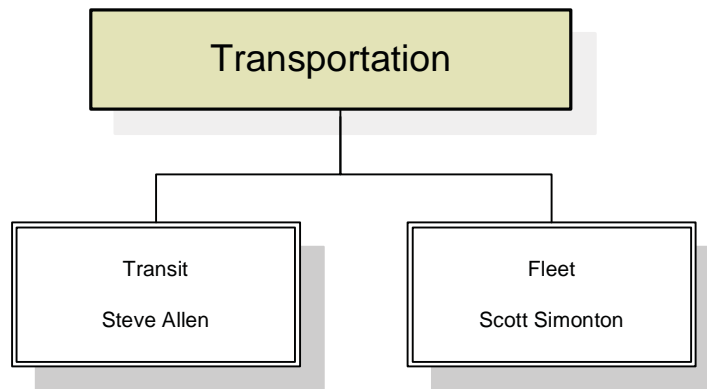 Transportation
Transit
Steve Allen
Fleet
Scott Simonton